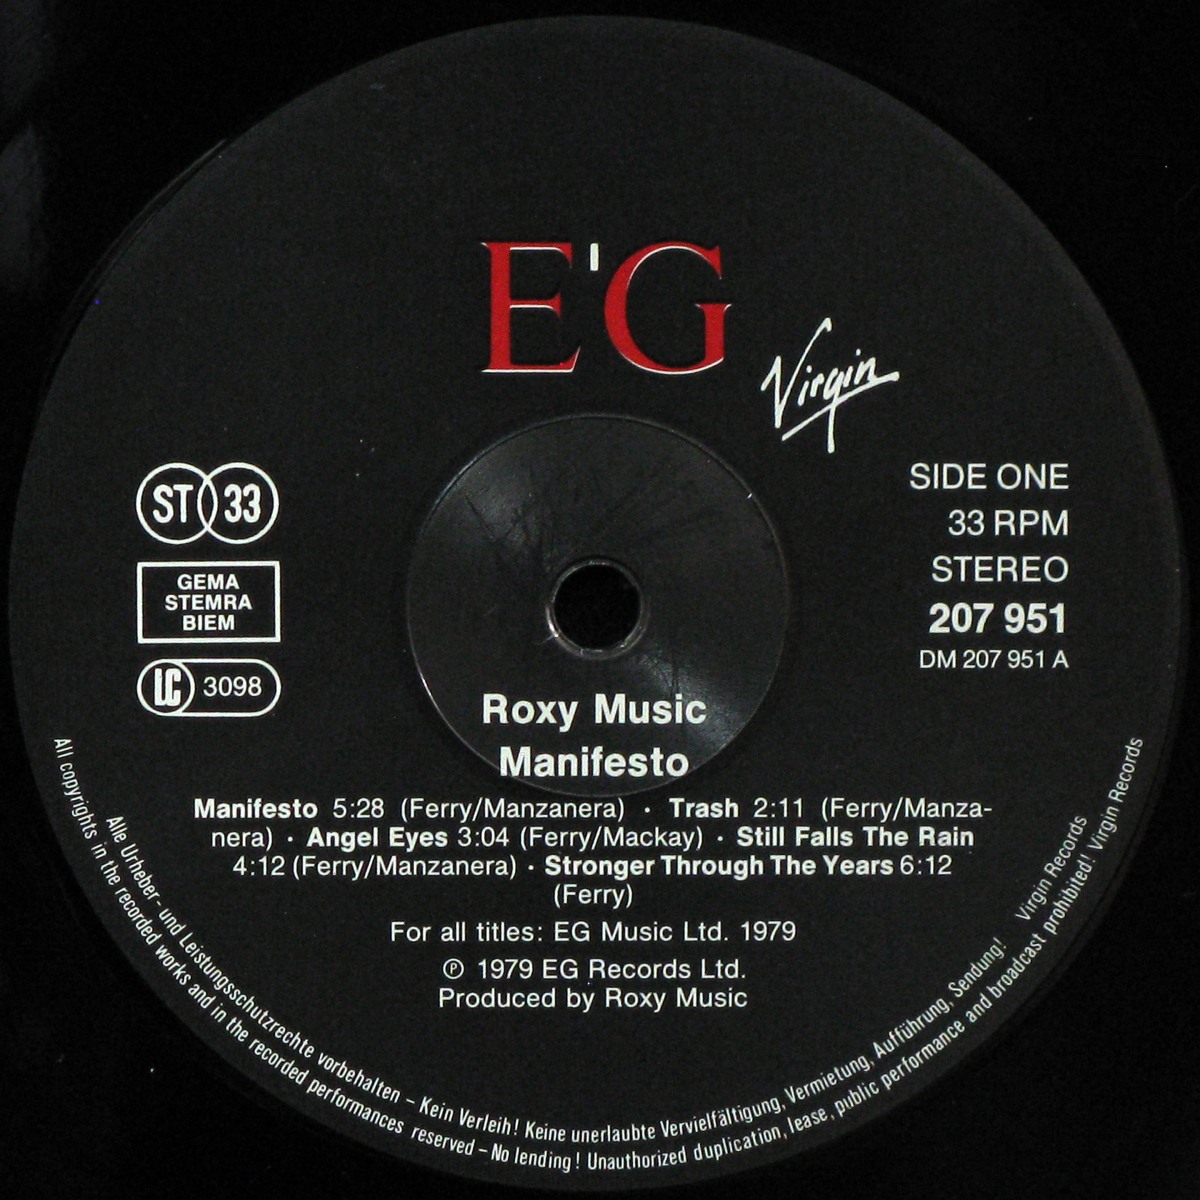 E'G
Virgin
ST 33
GEMA
STEMRA
BIEM
LC 3098
SIDE ONE
33 RPM
STEREO
207 951
DM 207 951 A
Roxy Music
Manifesto
Manifesto 5:28 (Ferry/Manzanera) · Trash 2:11 (Ferry/Manza-
nera) · Angel Eyes 3:04 (Ferry/Mackay) · Still Falls The Rain
4:12 (Ferry/Manzanera) · Stronger Through The Years 6:12
(Ferry)
For all titles: EG Music Ltd. 1979
℗ 1979 EG Records Ltd.
Produced by Roxy Music
Alle Urheber- und Leistungsschutzrechte vorbehalten – Kein Verleih! Keine unerlaubte Vervielfältigung, Vermietung, Aufführung, Sendung! Virgin Records
All copyrights in the recorded works and in the recorded performances reserved – No lending! Unauthorized duplication, lease, public performance and broadcast prohibited! Virgin Records